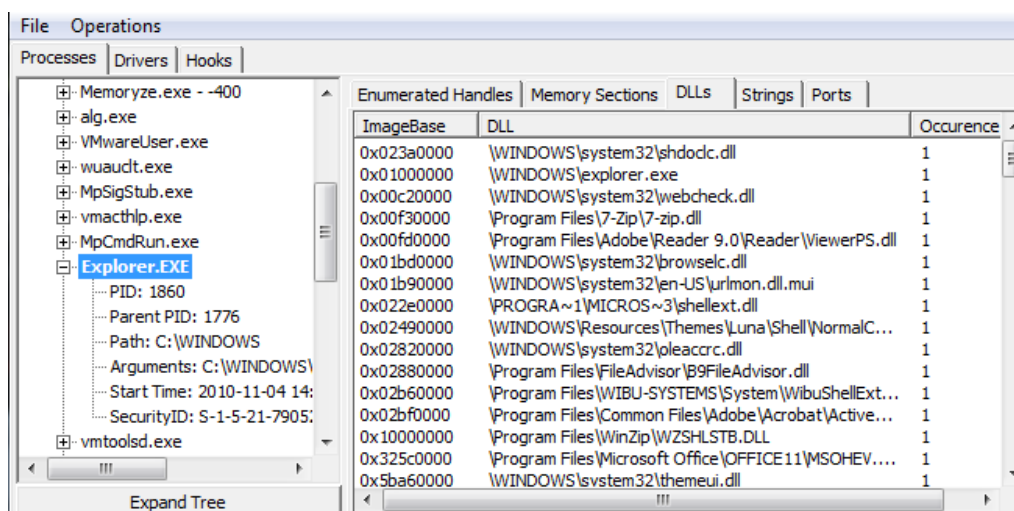 File Operations
Processes Drivers Hooks
Memoryze.exe - -400
alg.exe
VMwareUser.exe
wuauclt.exe
MpSigStub.exe
vmacthlp.exe
MpCmdRun.exe
Explorer.EXE
PID: 1860
Parent PID: 1776
Path: C:\WINDOWS
Arguments: C:\WINDOWS\
Start Time: 2010-11-04 14:
SecurityID: S-1-5-21-7905
vmtoolsd.exe
Expand Tree
Enumerated Handles Memory Sections DLLs Strings Ports
ImageBase DLL Occurence
0x023a0000 \WINDOWS\system32\shdoclc.dll 1
0x01000000 \WINDOWS\explorer.exe 1
0x00c20000 \WINDOWS\system32\webcheck.dll 1
0x00f30000 \Program Files\7-Zip\7-zip.dll 1
0x00fd0000 \Program Files\Adobe\Reader 9.0\Reader\ViewerPS.dll 1
0x01bd0000 \WINDOWS\system32\browselc.dll 1
0x01b90000 \WINDOWS\system32\en-US\urlmon.dll.mui 1
0x022e0000 \PROGRA~1\MICROS~3\shellext.dll 1
0x02490000 \WINDOWS\Resources\Themes\Luna\Shell\NormalC... 1
0x02820000 \WINDOWS\system32\oleaccrc.dll 1
0x02880000 \Program Files\FileAdvisor\B9FileAdvisor.dll 1
0x02b60000 \Program Files\WIBU-SYSTEMS\System\WibuShellExt... 1
0x02bf0000 \Program Files\Common Files\Adobe\Acrobat\Active... 1
0x10000000 \Program Files\WinZip\WZSHLSTB.DLL 1
0x325c0000 \Program Files\Microsoft Office\OFFICE11\MSOHEV.... 1
0x5ba60000 \WINDOWS\system32\themeui.dll 1